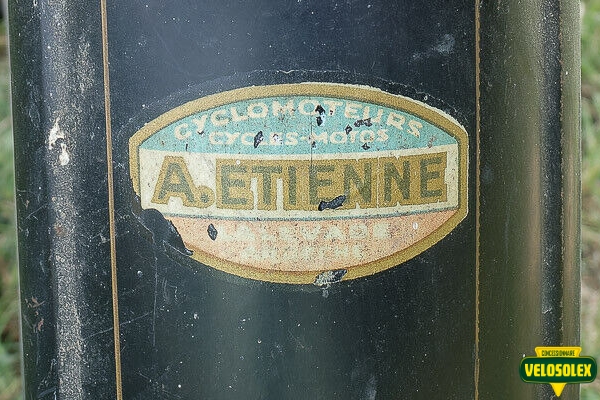 CYCLOMOTEURS
CYCLES-MOTOS
A. ETIENNE
CONCESSIONNAIRE
VELOSOLEX